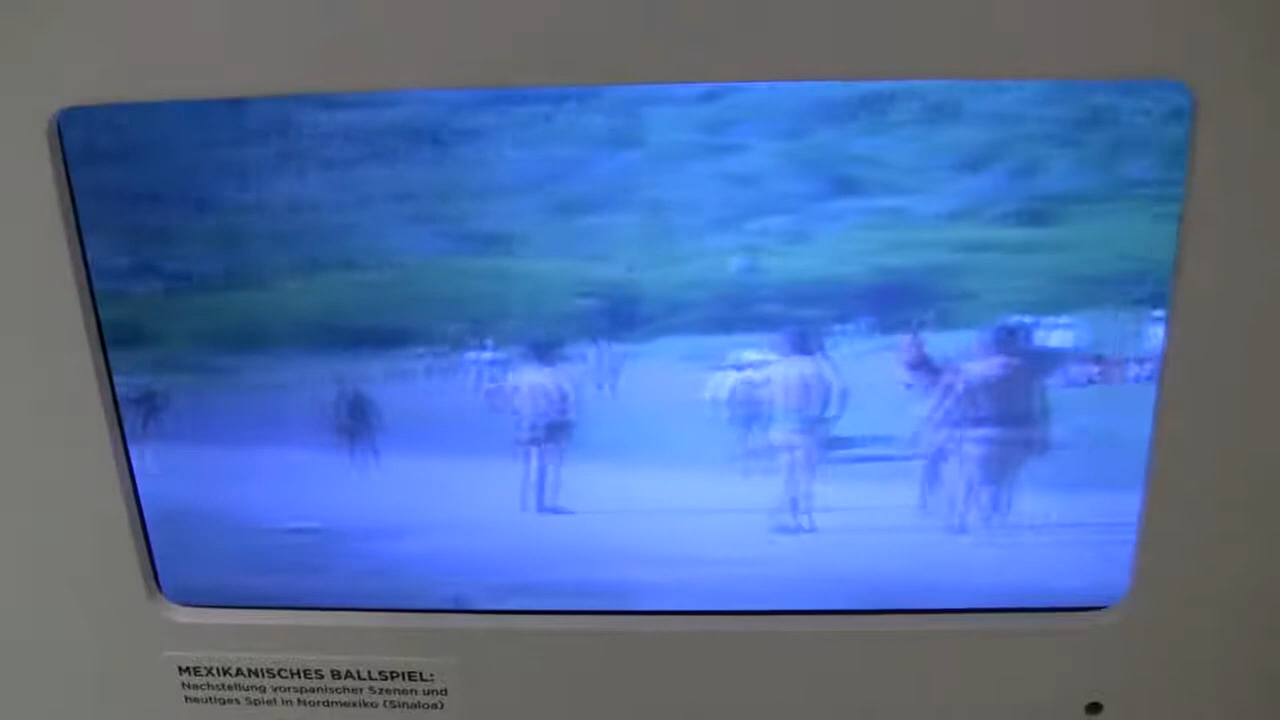 MEXIKANISCHES BALLSPIEL:
Nachstellung vorspanischer Szenen und
heutiges Spiel in Nordmexiko (Sinaloa)